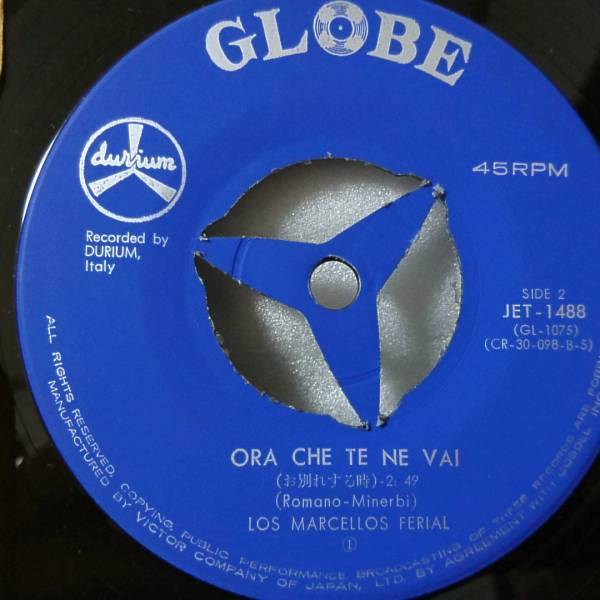 GLOBE
durium
Recorded by
DURIUM,
Italy
45RPM
SIDE 2
JET-1488
(GL-1075)
(CR-30-098-B-5)
ORA CHE TE NE VAI
(お別れする時)-2:49
(Romano-Minerbi)
LOS MARCELLOS FERIAL
①
ALL RIGHTS RESERVED. COPYING, PUBLIC PERFORMANCE, BROADCASTING OF THESE RECORDS ARE
MANUFACTURED BY VICTOR COMPANY OF JAPAN, LTD. BY AGREEMENT WITH